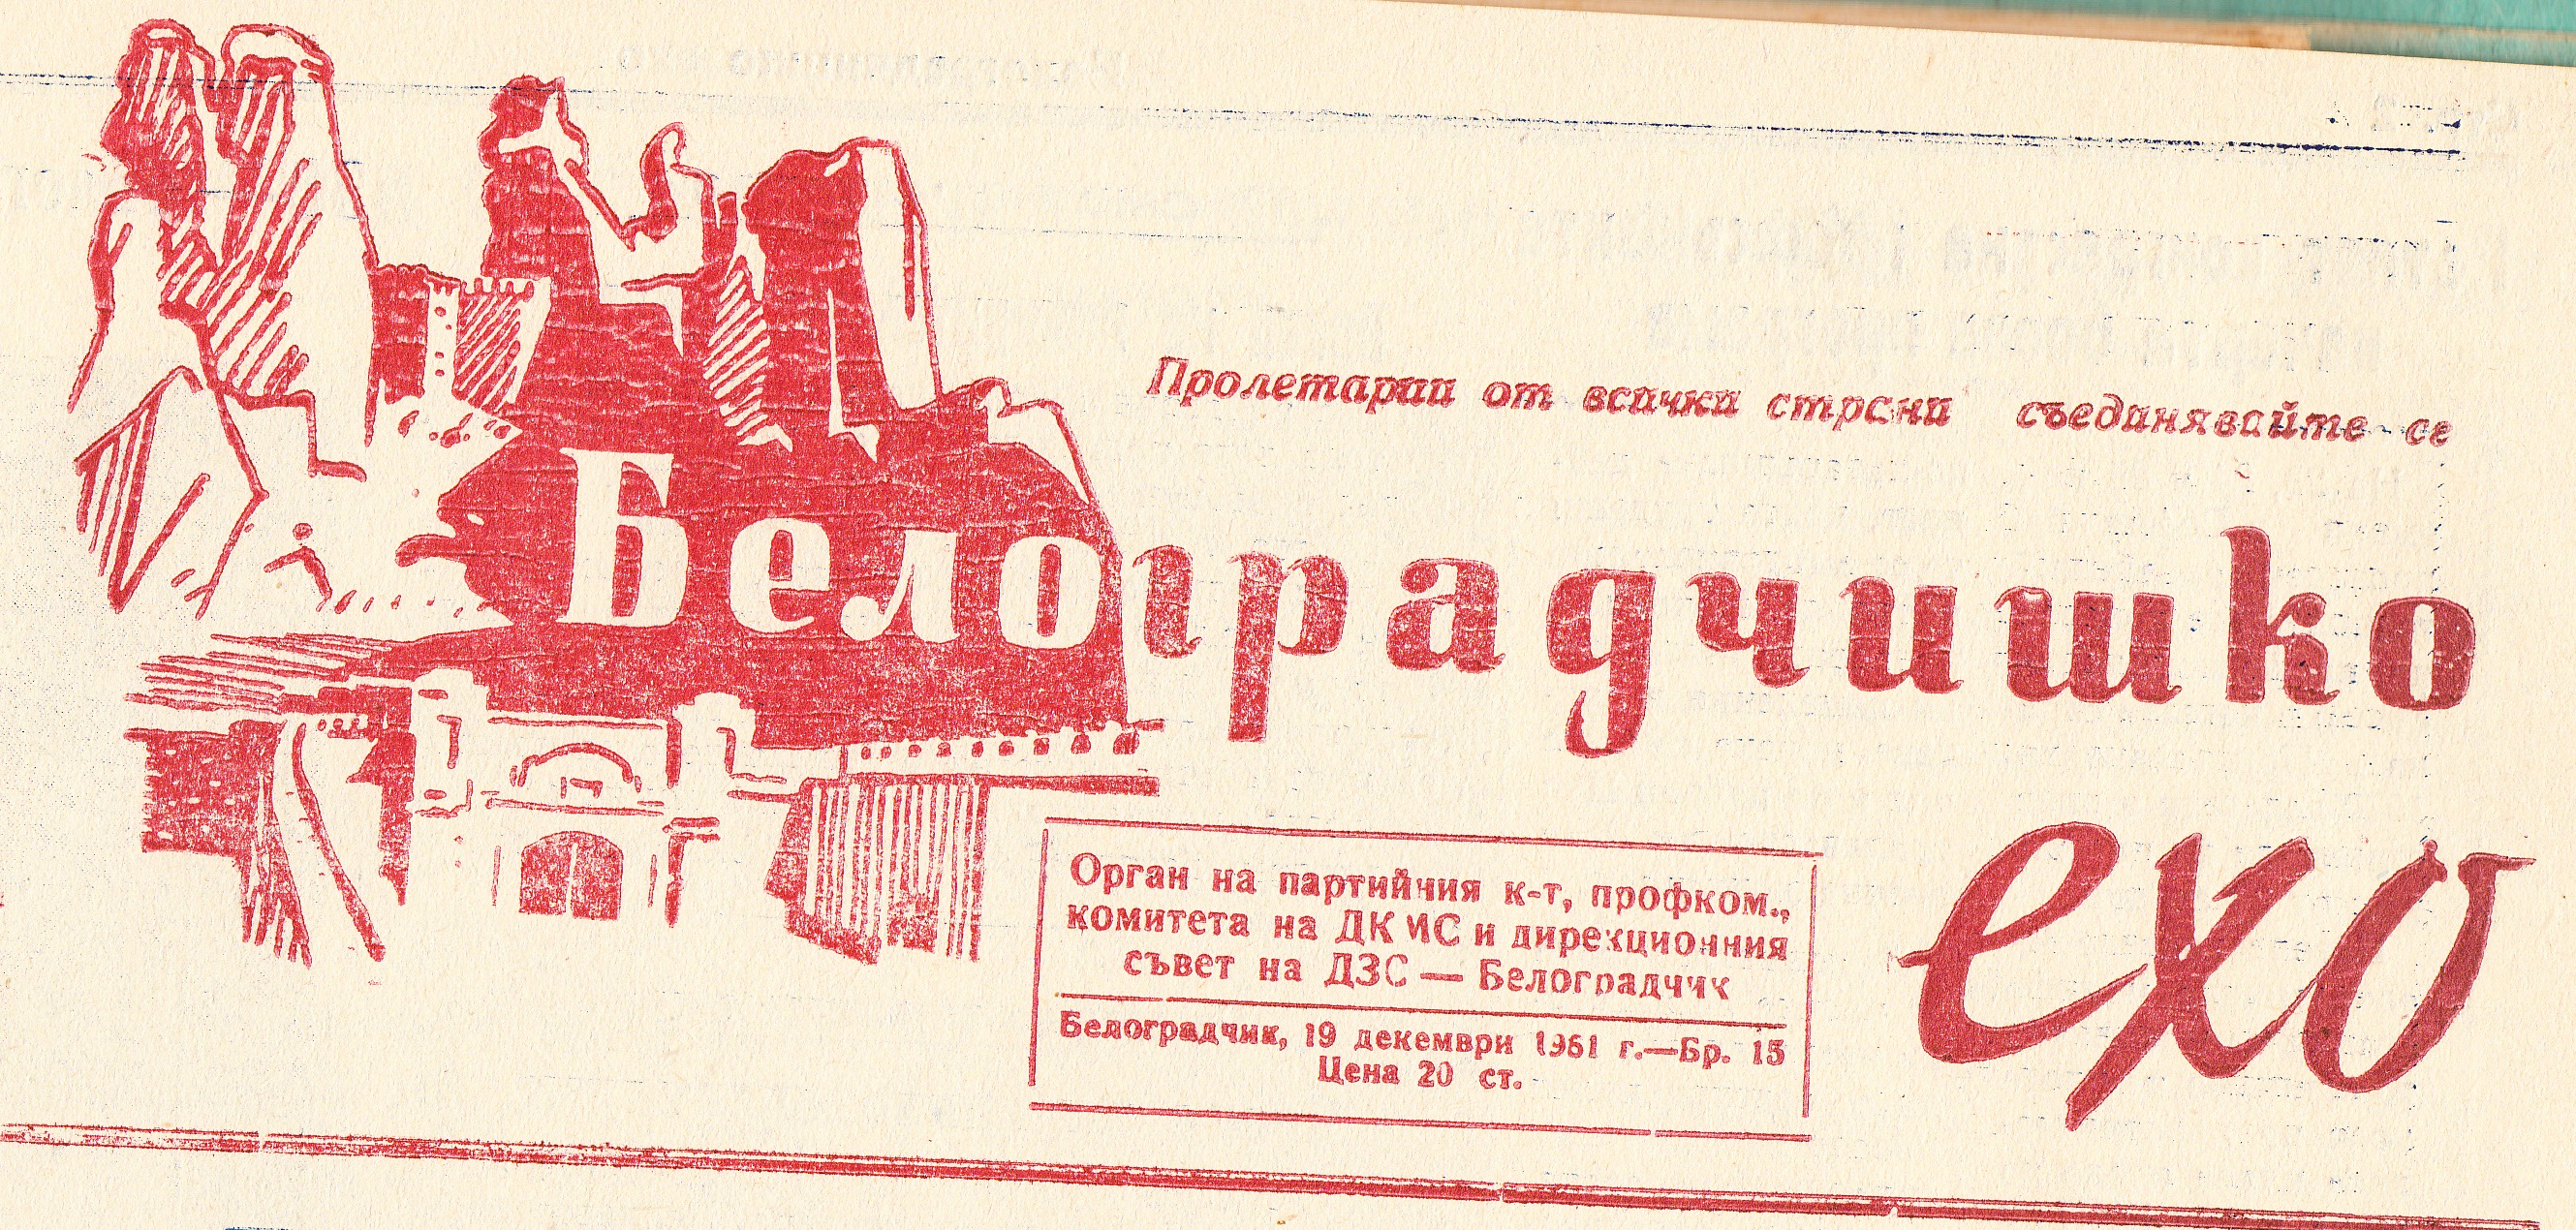 Пролетарии от всички страни съединявайте се
Белоградчишко
ехо
Орган на партийния к-т, профком.,
комитета на ДКМС и дирекционния
съвет на ДЗС — Белоградчик
Белоградчик, 19 декември 1961 г.—Бр. 15
Цена 20 ст.